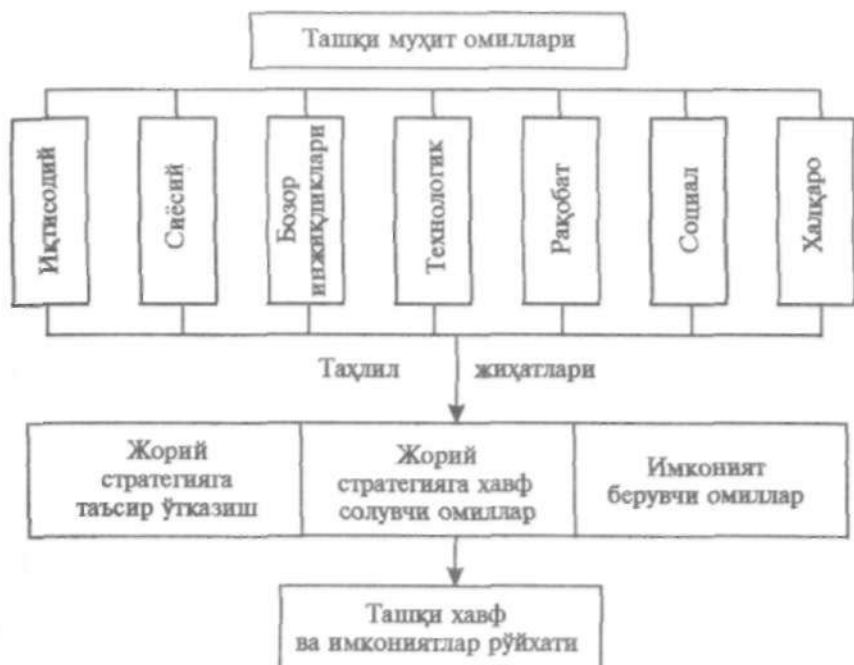 Ташқи муҳит омиллари
Иқтисодий
Сиёсий
Бозор
инжиқликлари
Технологик
Рақобат
Социал
Халқаро
Таҳлил жиҳатлари
Жорий
стратегияга
таъсир ўтказиш
Жорий
стратегияга хавф
солувчи омиллар
Имконият
берувчи омиллар
Ташқи хавф
ва имкониятлар рўйхати